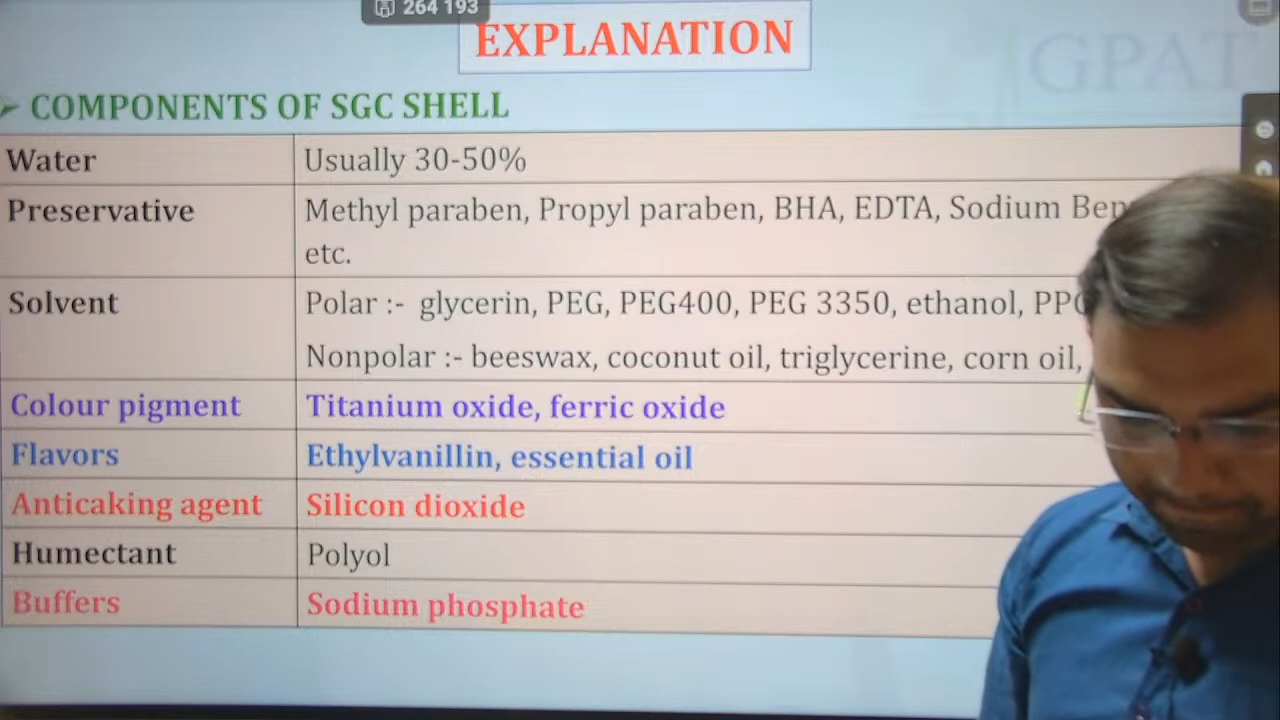 264 193
EXPLANATION
GPAT
➢ COMPONENTS OF SGC SHELL
Water Usually 30-50%
Preservative Methyl paraben, Propyl paraben, BHA, EDTA, Sodium
etc.
Solvent Polar :- glycerin, PEG, PEG400, PEG 3350, ethanol,
Nonpolar :- beeswax, coconut oil, triglycerine, corn oil,
Colour pigment Titanium oxide, ferric oxide
Flavors Ethylvanillin, essential oil
Anticaking agent Silicon dioxide
Humectant Polyol
Buffers Sodium phosphate